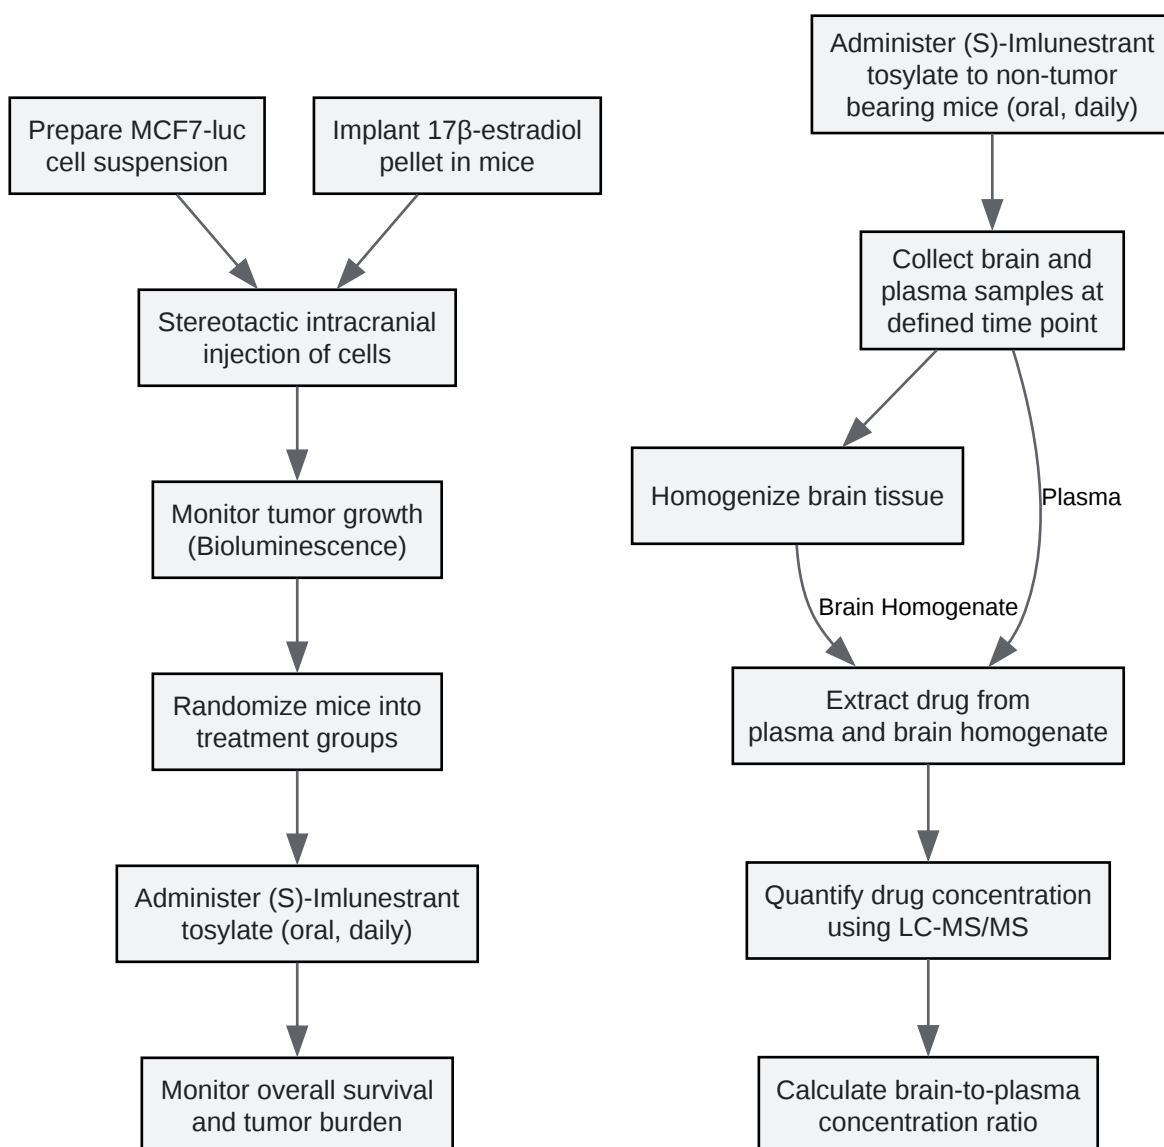 Prepare MCF7-luc
cell suspension
Implant 17β-estradiol
pellet in mice
Stereotactic intracranial
injection of cells
Monitor tumor growth
(Bioluminescence)
Randomize mice into
treatment groups
Administer (S)-Imlunestrant
tosylate (oral, daily)
Monitor overall survival
and tumor burden
Administer (S)-Imlunestrant
tosylate to non-tumor
bearing mice (oral, daily)
Collect brain and
plasma samples at
defined time point
Homogenize brain tissue
Plasma
Brain Homogenate
Extract drug from
plasma and brain homogenate
Quantify drug concentration
using LC-MS/MS
Calculate brain-to-plasma
concentration ratio